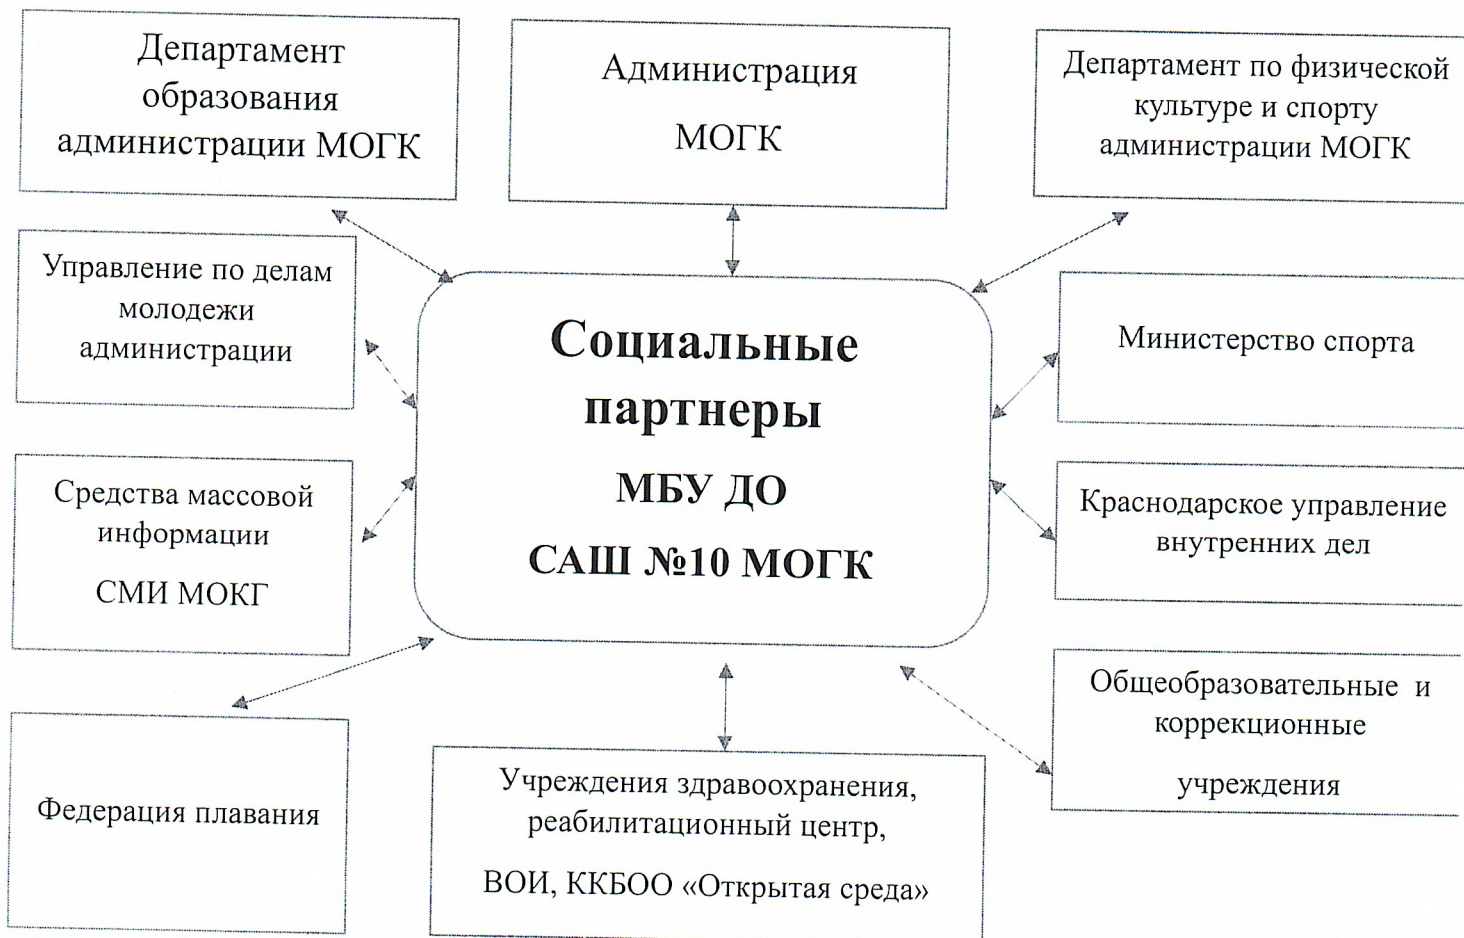 Департамент
образования
администрации МОГК
Администрация
МОГК
Департамент по физической
культуре и спорту
администрации МОГК
Управление по делам
молодежи
администрации
Социальные
партнеры
МБУ ДО
САШ №10 МОГК
Министерство спорта
Средства массовой
информации
СМИ МОКГ
Краснодарское управление
внутренних дел
Федерация плавания
Учреждения здравоохранения,
реабилитационный центр,
ВОИ, ККБОО «Открытая среда»
Общеобразовательные и
коррекционные
учреждения